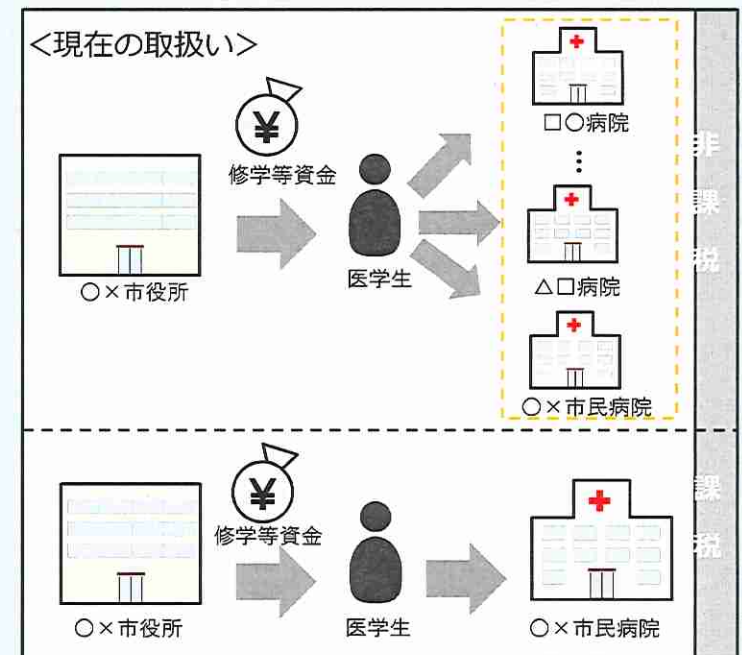 ＜現在の取扱い＞
¥
修学等資金
○×市役所
医学生
□○病院
⋮
△□病院
○×市民病院
非
課
税
¥
修学等資金
○×市役所
医学生
○×市民病院
課
税